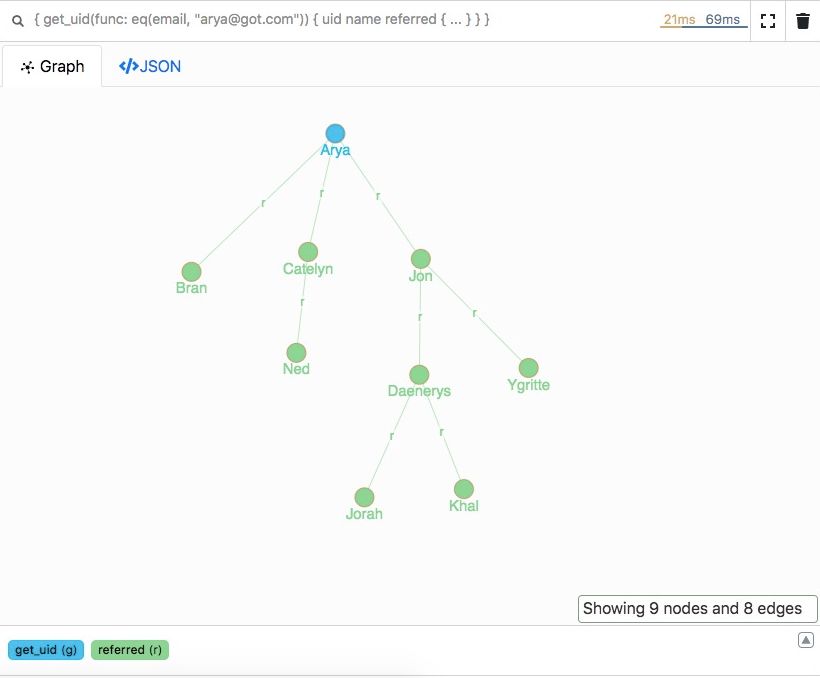 { get_uid(func: eq(email, "arya@got.com")) { uid name referred { ... } } }
21ms 69ms
Graph
</>JSON
Arya
r
r
r
Catelyn
Jon
Bran
r
r
r
Ned
Daenerys
Ygritte
r
r
Khal
Jorah
Showing 9 nodes and 8 edges
get_uid (g)
referred (r)